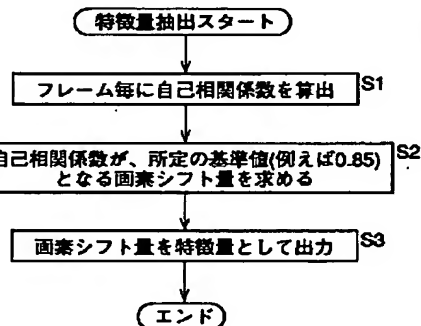 特徴量抽出スタート
フレーム毎に自己相関係数を算出 S1
自己相関係数が、所定の基準値(例えば0.85) S2
となる画素シフト量を求める
画素シフト量を特徴量として出力 S3
エンド